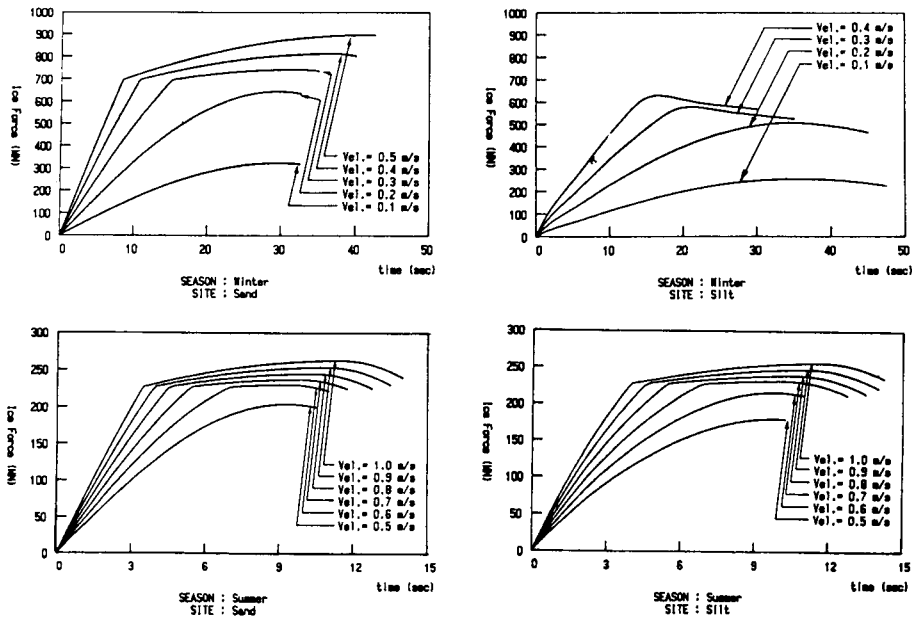 1000
900
800
700
600
500
400
300
200
100
0
Ice Force (MN)
0 10 20 30 40 50
time (sec)
Vel.= 0.5 m/s
Vel.= 0.4 m/s
Vel.= 0.3 m/s
Vel.= 0.2 m/s
Vel.= 0.1 m/s
SEASON : Winter
SITE : Sand
1000
900
800
700
600
500
400
300
200
100
0
Ice Force (MN)
0 10 20 30 40 50
time (sec)
Vel.= 0.4 m/s
Vel.= 0.3 m/s
Vel.= 0.2 m/s
Vel.= 0.1 m/s
SEASON : Winter
SITE : Silt
300
250
200
150
100
50
0
Ice Force (MN)
0 3 6 9 12 15
time (sec)
Vel.= 1.0 m/s
Vel.= 0.9 m/s
Vel.= 0.8 m/s
Vel.= 0.7 m/s
Vel.= 0.6 m/s
Vel.= 0.5 m/s
SEASON : Summer
SITE : Sand
300
250
200
150
100
50
0
Ice Force (MN)
0 3 6 9 12 15
time (sec)
Vel.= 1.0 m/s
Vel.= 0.9 m/s
Vel.= 0.8 m/s
Vel.= 0.7 m/s
Vel.= 0.6 m/s
Vel.= 0.5 m/s
SEASON : Summer
SITE : Silt